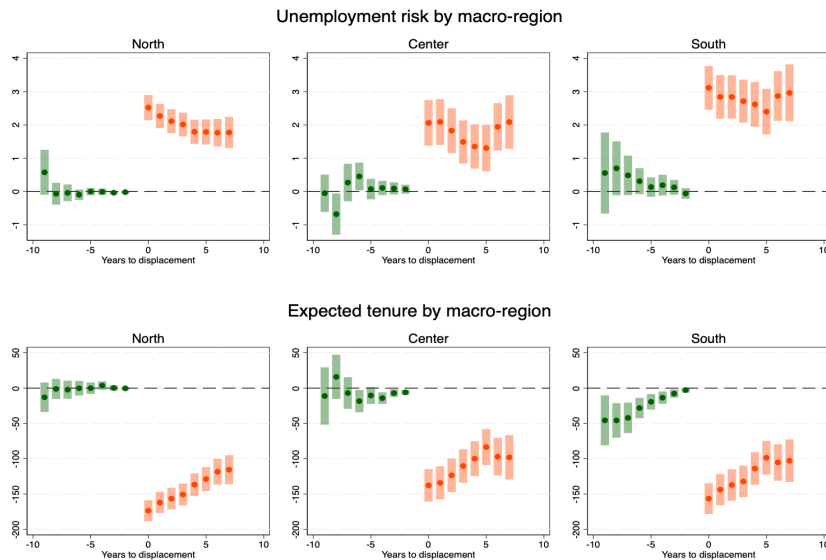 Unemployment risk by macro-region
North
Center
South
4
3
2
1
0
-1
4
3
2
1
0
-1
4
3
2
1
0
-1
-10 -5 0 5 10
-10 -5 0 5 10
-10 -5 0 5 10
Years to displacement
Years to displacement
Years to displacement
Expected tenure by macro-region
North
Center
South
50
0
-50
-100
-150
-200
50
0
-50
-100
-150
-200
50
0
-50
-100
-150
-200
-10 -5 0 5 10
-10 -5 0 5 10
-10 -5 0 5 10
Years to displacement
Years to displacement
Years to displacement